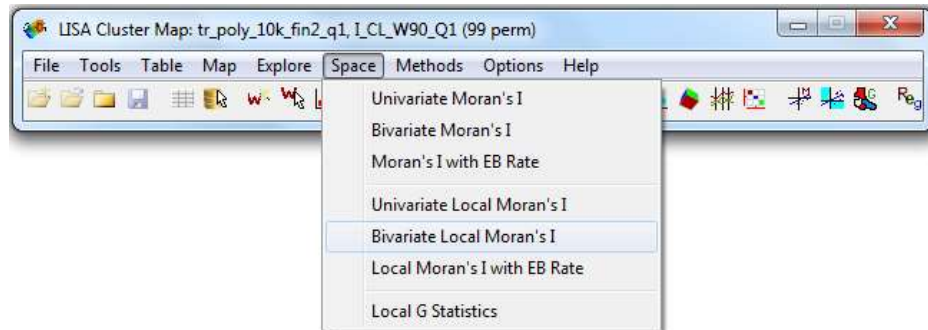 LISA Cluster Map: tr_poly_10k_fin2_q1, I_CL_W90_Q1 (99 perm)
File Tools Table Map Explore Space Methods Options Help
W W Reg
Univariate Moran's I
Bivariate Moran's I
Moran's I with EB Rate
Univariate Local Moran's I
Bivariate Local Moran's I
Local Moran's I with EB Rate
Local G Statistics